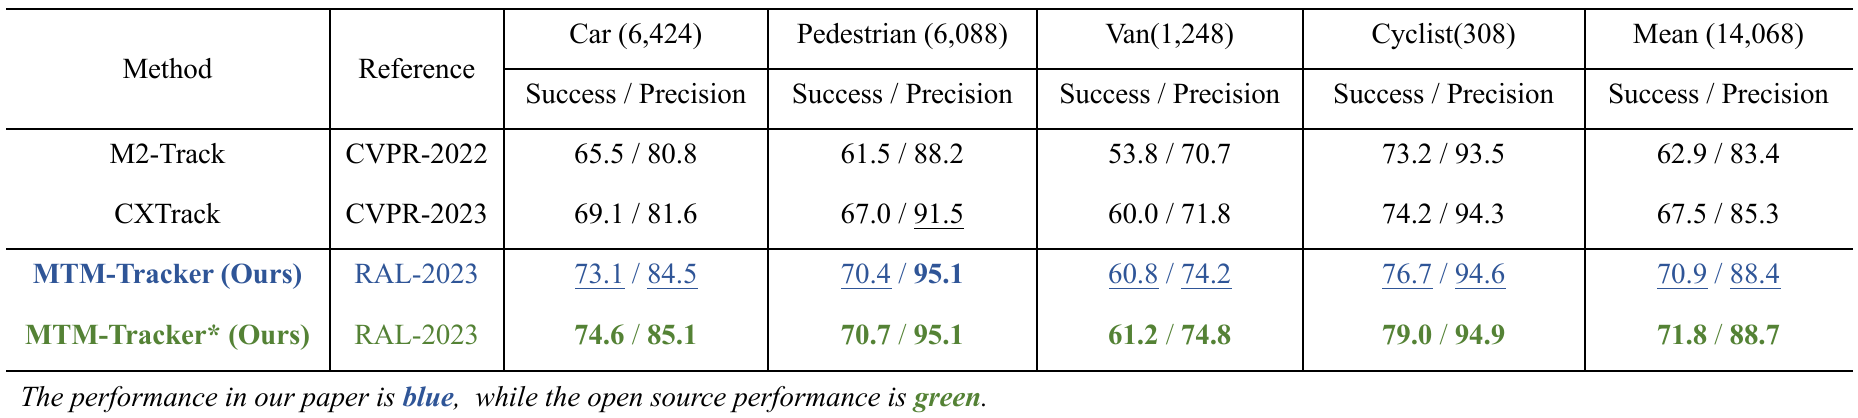 Method Reference Car (6,424) Pedestrian (6,088) Van(1,248) Cyclist(308) Mean (14,068)
Success / Precision Success / Precision Success / Precision Success / Precision Success / Precision
M2-Track CVPR-2022 65.5 / 80.8 61.5 / 88.2 53.8 / 70.7 73.2 / 93.5 62.9 / 83.4
CXTrack CVPR-2023 69.1 / 81.6 67.0 / 91.5 60.0 / 71.8 74.2 / 94.3 67.5 / 85.3
MTM-Tracker (Ours) RAL-2023 73.1 / 84.5 70.4 / 95.1 60.8 / 74.2 76.7 / 94.6 70.9 / 88.4
MTM-Tracker* (Ours) RAL-2023 74.6 / 85.1 70.7 / 95.1 61.2 / 74.8 79.0 / 94.9 71.8 / 88.7
The performance in our paper is blue, while the open source performance is green.